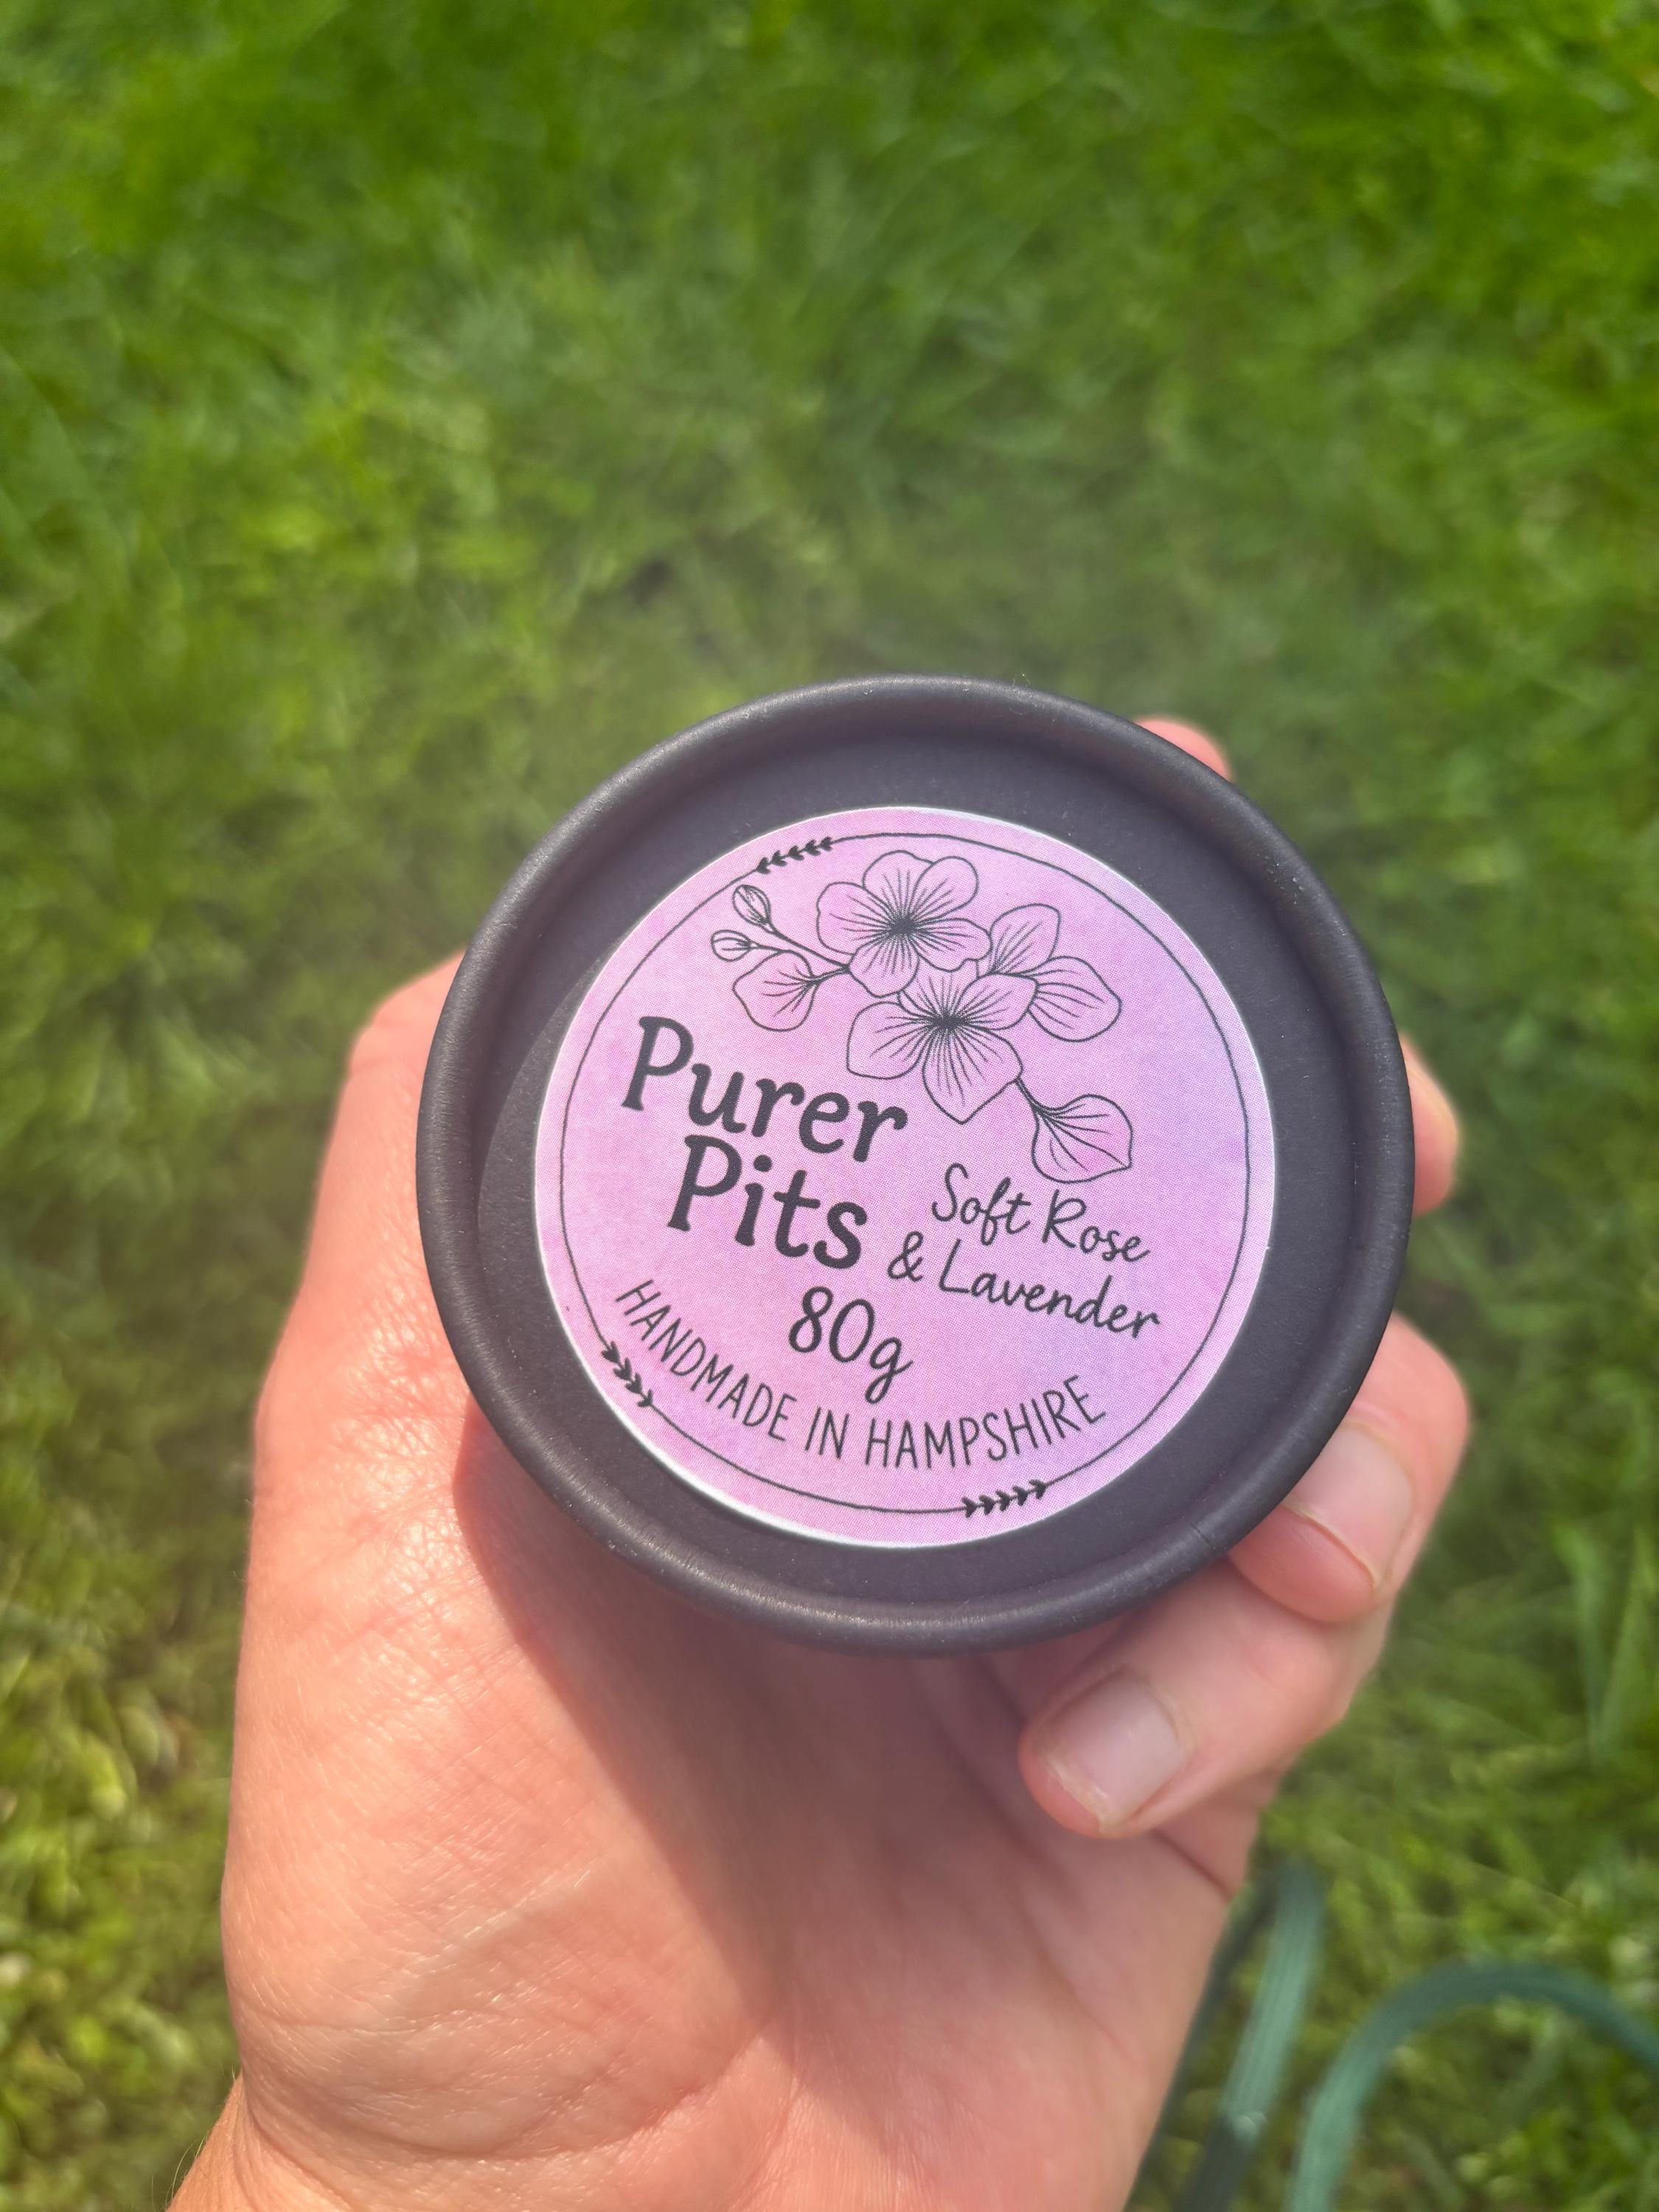 Purer
Pits
Soft Rose
& Lavender
80g
HANDMADE IN HAMPSHIRE